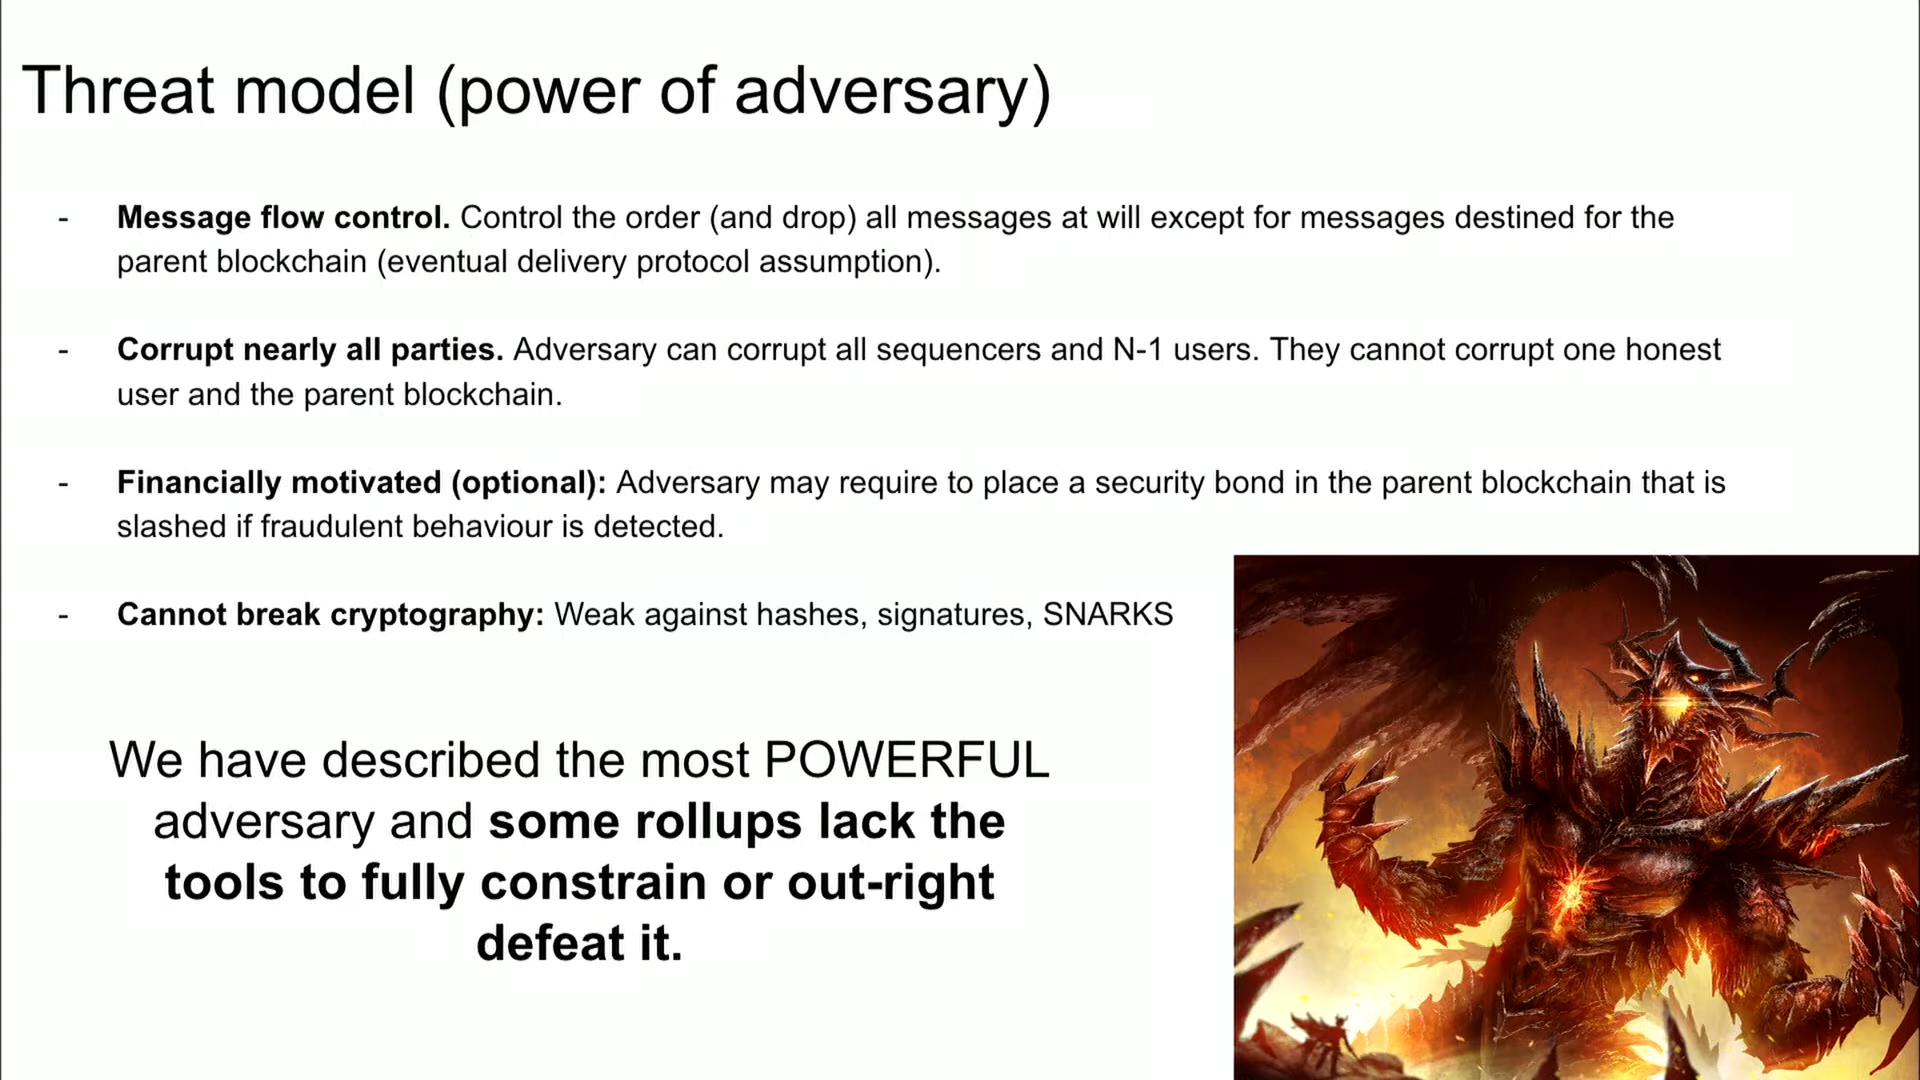 Threat model (power of adversary)
- Message flow control. Control the order (and drop) all messages at will except for messages destined for the
parent blockchain (eventual delivery protocol assumption).
- Corrupt nearly all parties. Adversary can corrupt all sequencers and N-1 users. They cannot corrupt one honest
user and the parent blockchain.
- Financially motivated (optional): Adversary may require to place a security bond in the parent blockchain that is
slashed if fraudulent behaviour is detected.
- Cannot break cryptography: Weak against hashes, signatures, SNARKS
We have described the most POWERFUL
adversary and some rollups lack the
tools to fully constrain or out-right
defeat it.